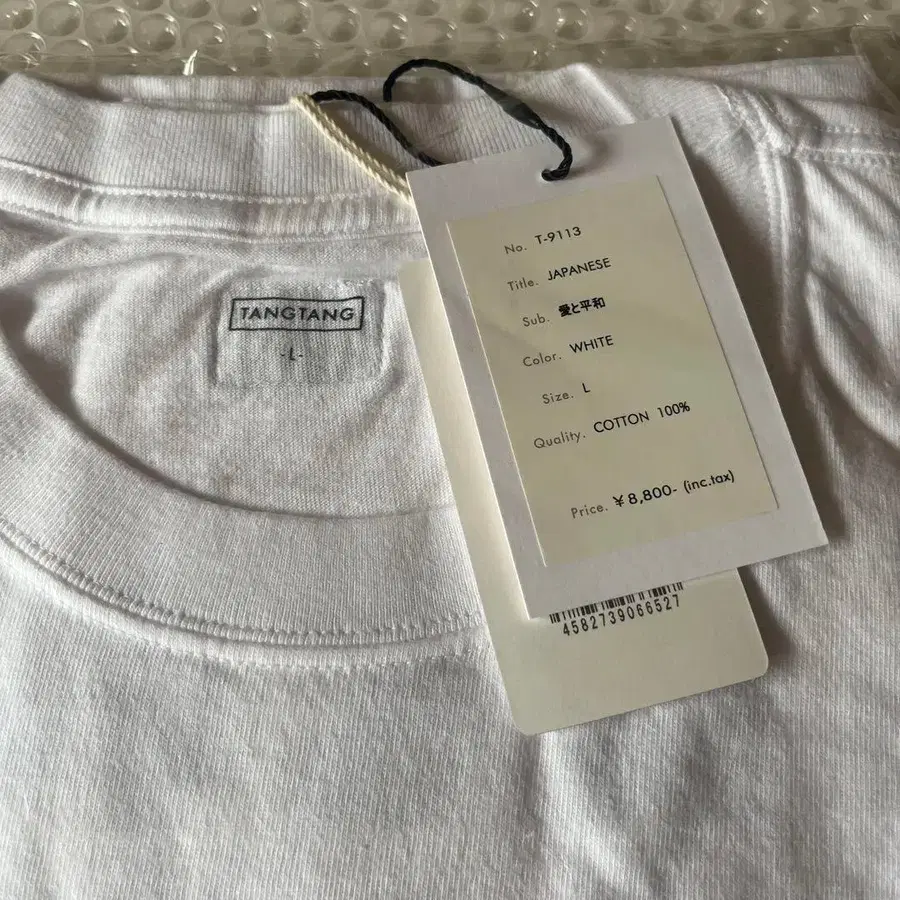 TANGTANG
-L-
No. T-9113
Title. JAPANESE
Sub. 愛と平和
Color. WHITE
Size. L
Quality. COTTON 100%
Price. ¥8,800- (inc.tax)
4582739066527